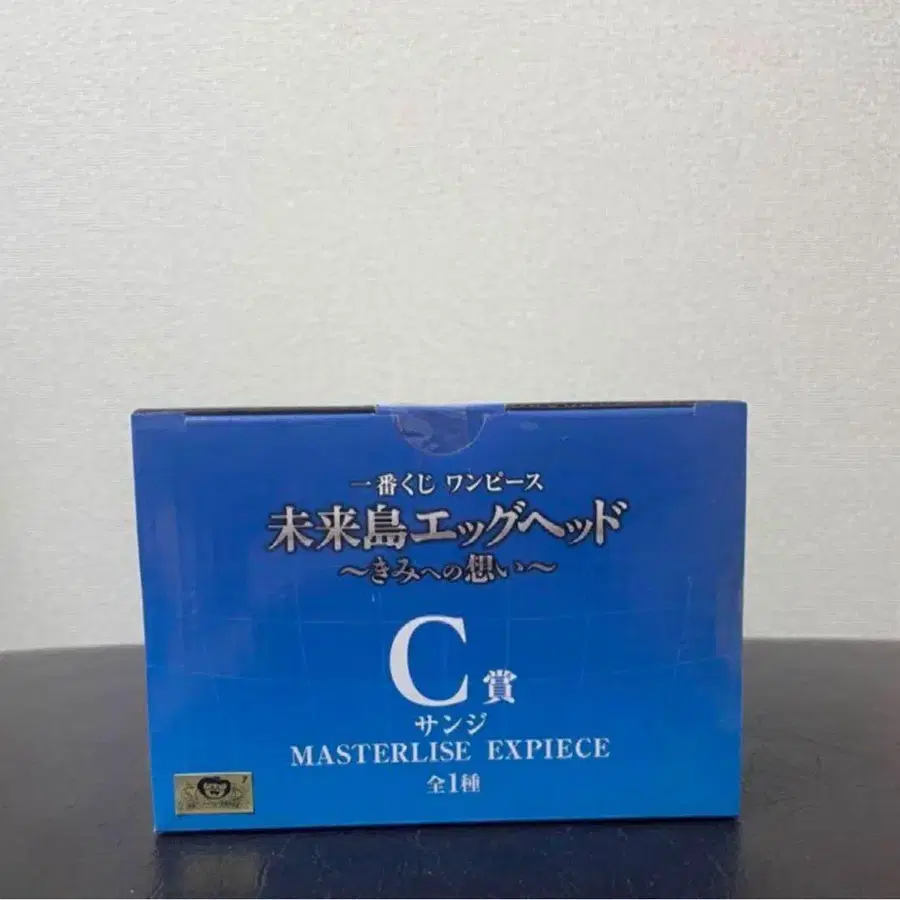 一番くじ ワンピース
未来島エッグヘッド
～きみへの想い～
C賞
サンジ
MASTERLISE EXPIECE
全1種